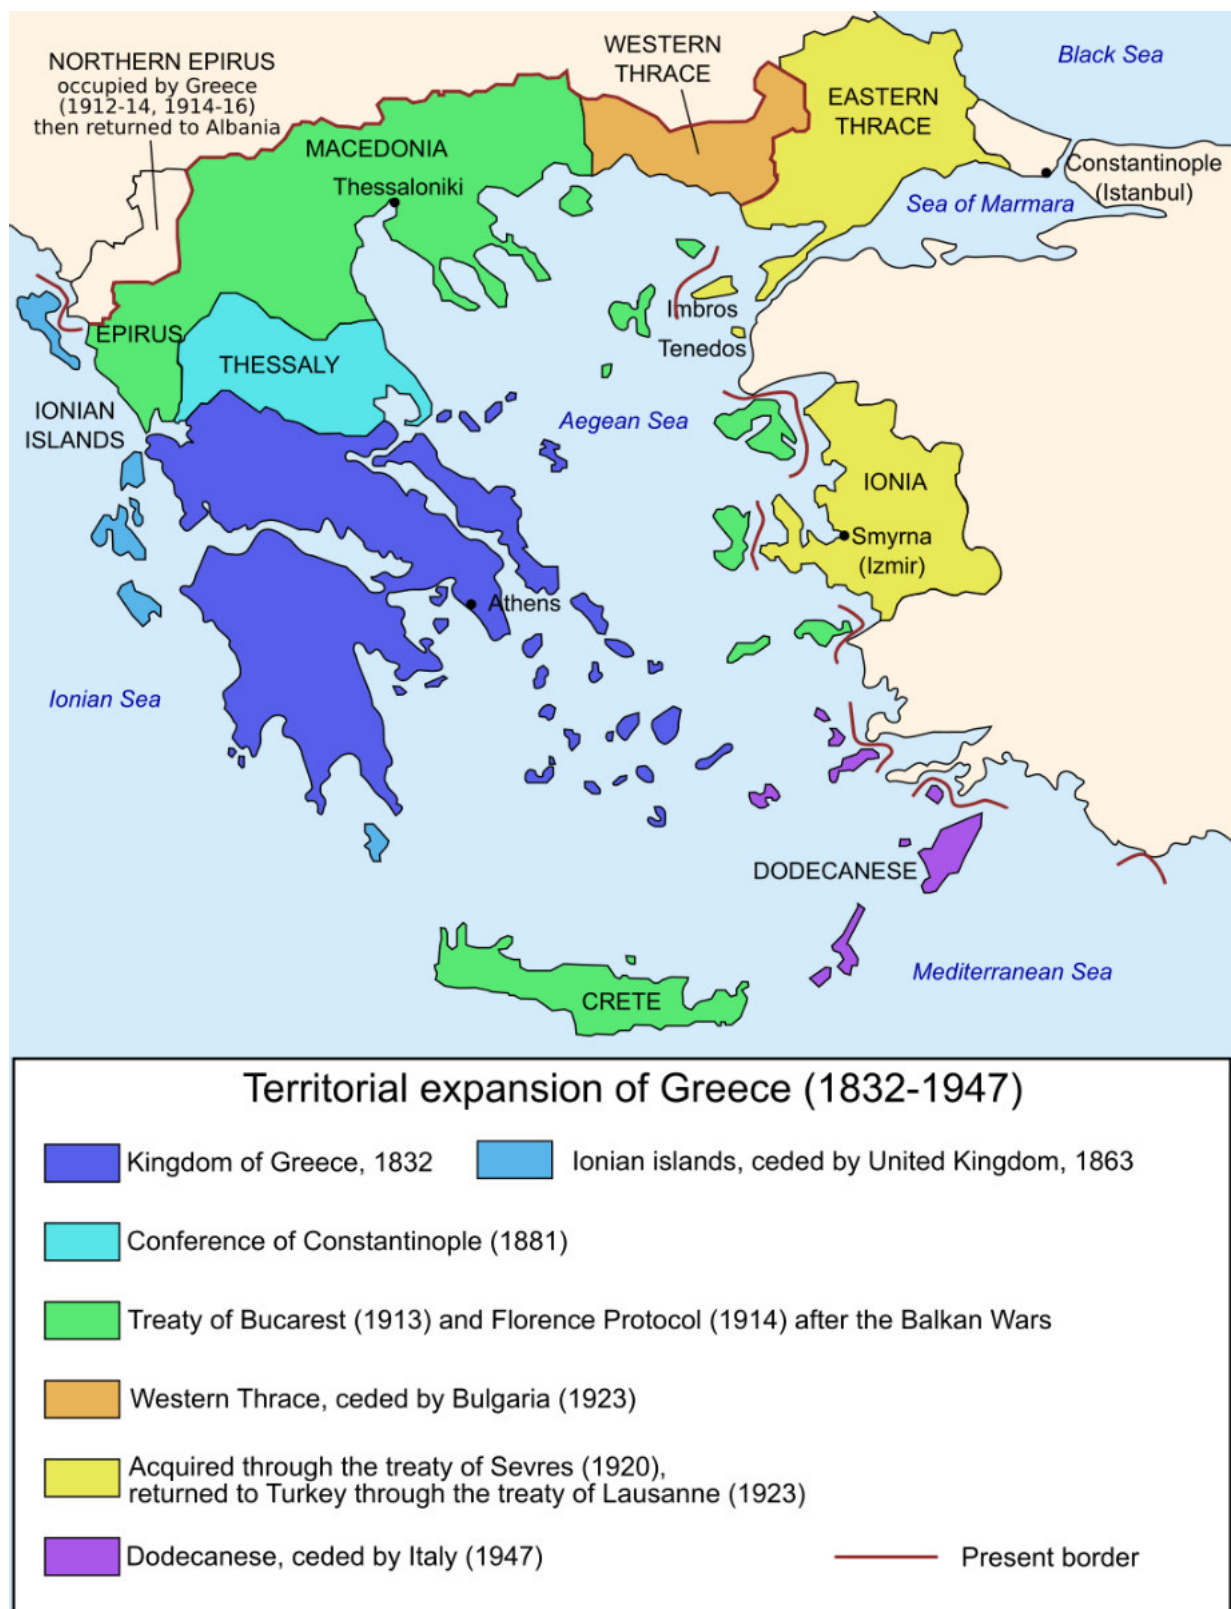 NORTHERN EPIRUS
occupied by Greece
(1912-14, 1914-16)
then returned to Albania
WESTERN
THRACE
Black Sea
EASTERN
THRACE
MACEDONIA
Thessaloniki
Constantinople
(Istanbul)
Sea of Marmara
Imbros
Tenedos
EPIRUS
THESSALY
IONIAN
ISLANDS
Aegean Sea
IONIA
Smyrna
(Izmir)
Athens
Ionian Sea
DODECANESE
Mediterranean Sea
CRETE
Territorial expansion of Greece (1832-1947)
Kingdom of Greece, 1832
Ionian islands, ceded by United Kingdom, 1863
Conference of Constantinople (1881)
Treaty of Bucarest (1913) and Florence Protocol (1914) after the Balkan Wars
Western Thrace, ceded by Bulgaria (1923)
Acquired through the treaty of Sevres (1920),
returned to Turkey through the treaty of Lausanne (1923)
Dodecanese, ceded by Italy (1947)
Present border